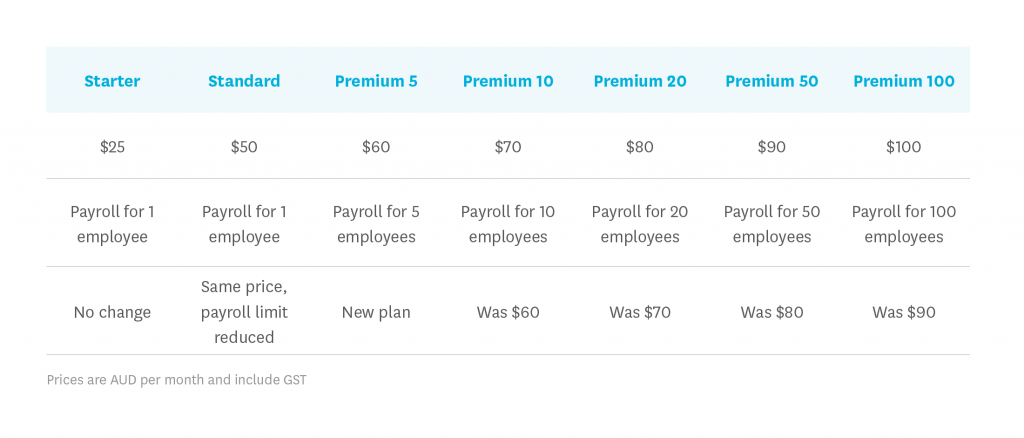 Starter Standard Premium 5 Premium 10 Premium 20 Premium 50 Premium 100
$25 $50 $60 $70 $80 $90 $100
Payroll for 1 Payroll for 1 Payroll for 5 Payroll for 10 Payroll for 20 Payroll for 50 Payroll for 100
employee employee employees employees employees employees employees
Same price,
No change payroll limit New plan Was $60 Was $70 Was $80 Was $90
reduced
Prices are AUD per month and include GST